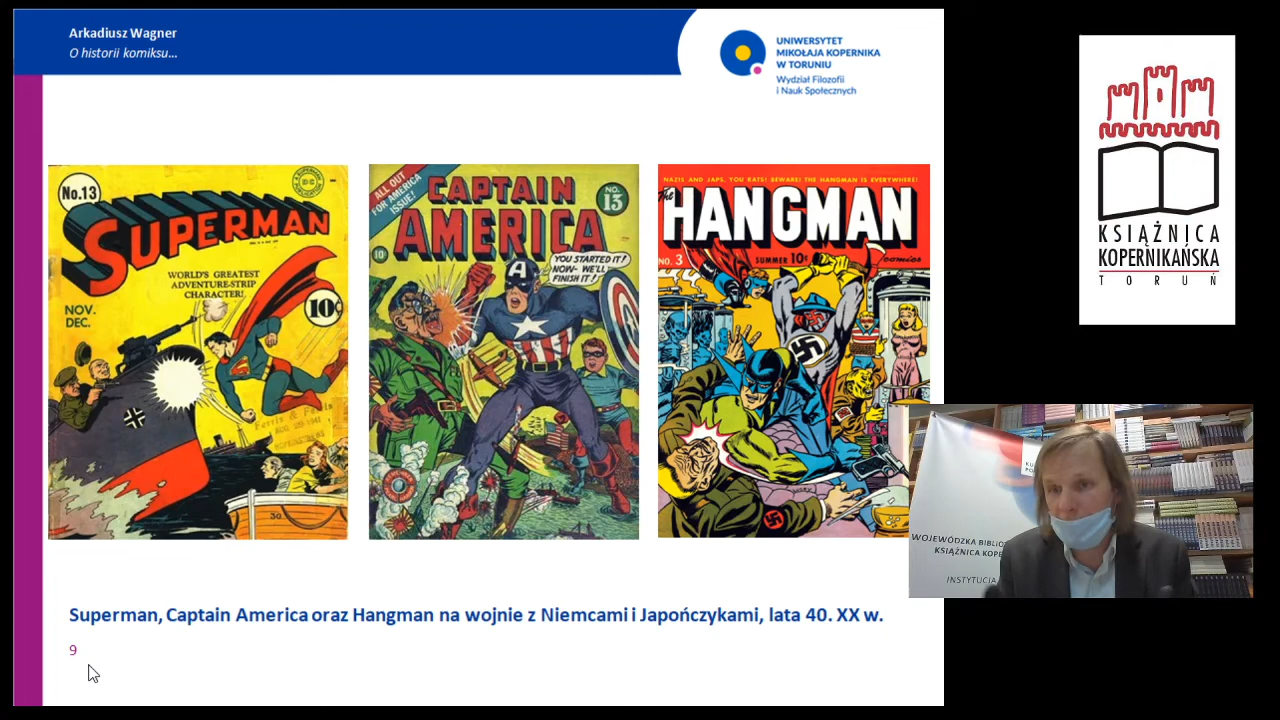 Arkadiusz Wagner
O historii komiksu...
UNIWERSYTET
MIKOŁAJA KOPERNIKA
W TORUNIU
Wydział Filozofii
i Nauk Społecznych
No.13
SUPERMAN
WORLD'S GREATEST
ADVENTURE-STRIP
CHARACTER!
NOV.
DEC.
10¢
30
ALL OUT
FOR AMERICA
ISSUE!
CAPTAIN
AMERICA
NO.
13
10¢
YOU STARTED IT!
NOW- WE'LL
FINISH IT!
A
NAZIS AND JAPS, YOU RATS! BEWARE! THE HANGMAN IS EVERYWHERE!
The
HANGMAN
NO. 3
SUMMER 10¢
comics
Superman, Captain America oraz Hangman na wojnie z Niemcami i Japończykami, lata 40. XX w.
9
KSIĄŻNICA
KOPERNIKAŃSKA
TORUŃ
WOJEWÓDZKA BIBLIO
KSIĄŻNICA KOPE
INSTYTUCJA